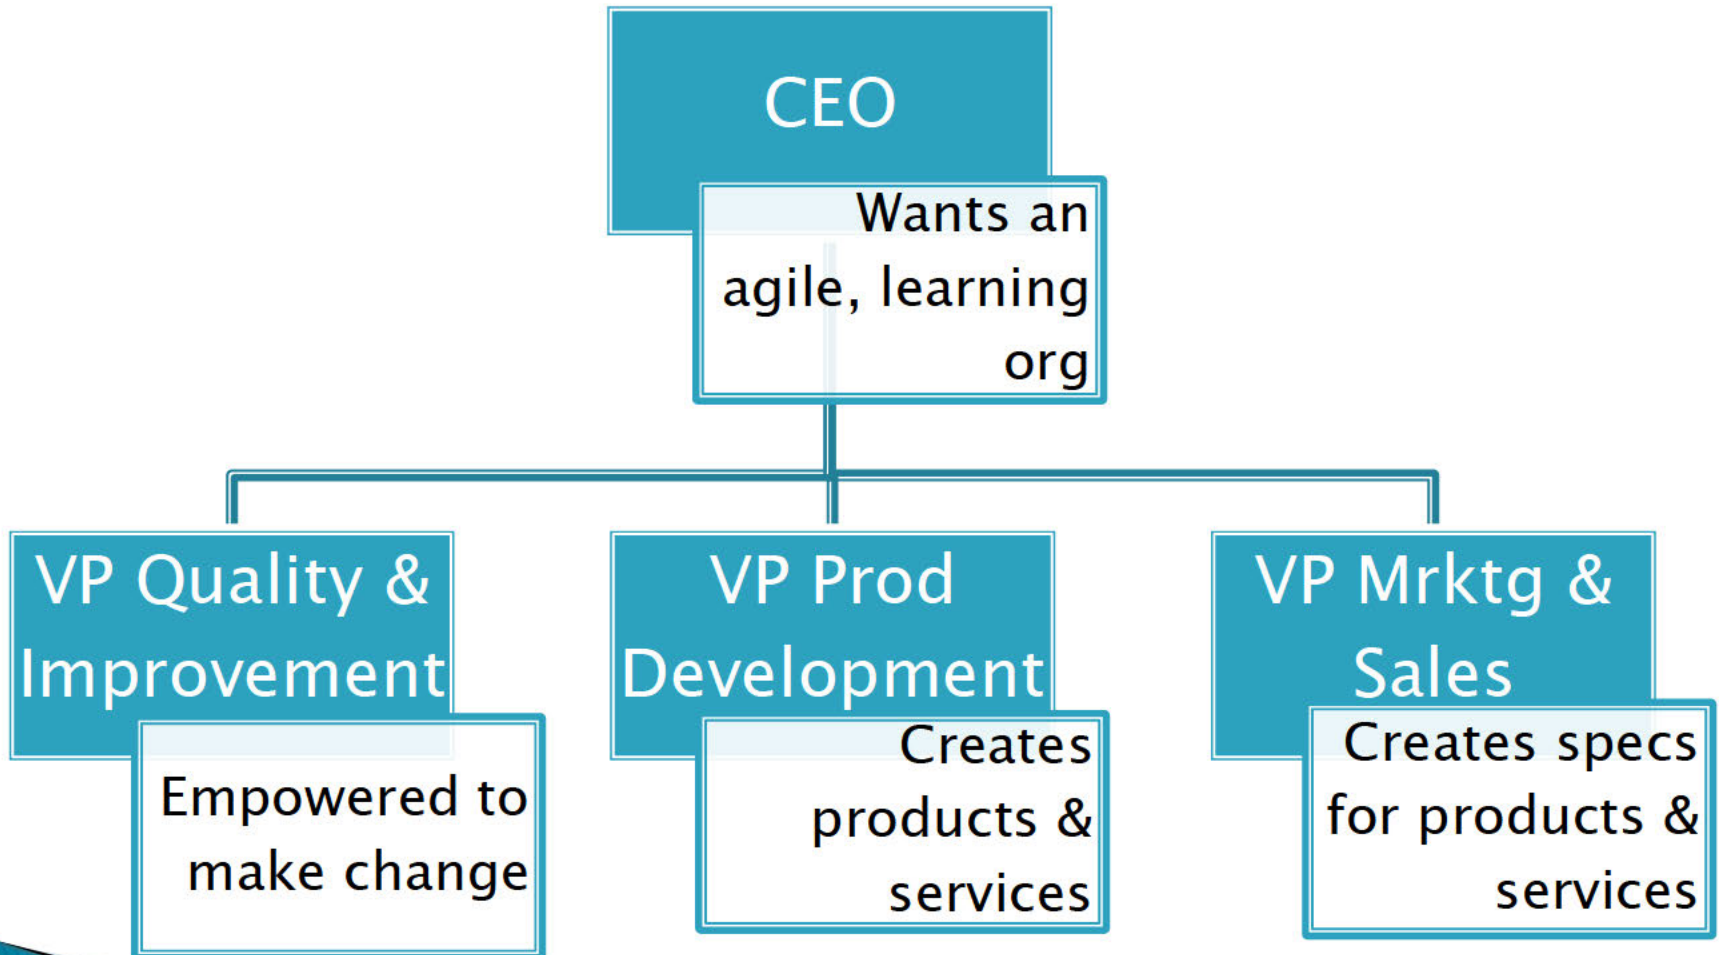 CEO
Wants an
agile, learning
org
VP Quality &
Improvement
Empowered to
make change
VP Prod
Development
Creates
products &
services
VP Mrktg &
Sales
Creates specs
for products &
services